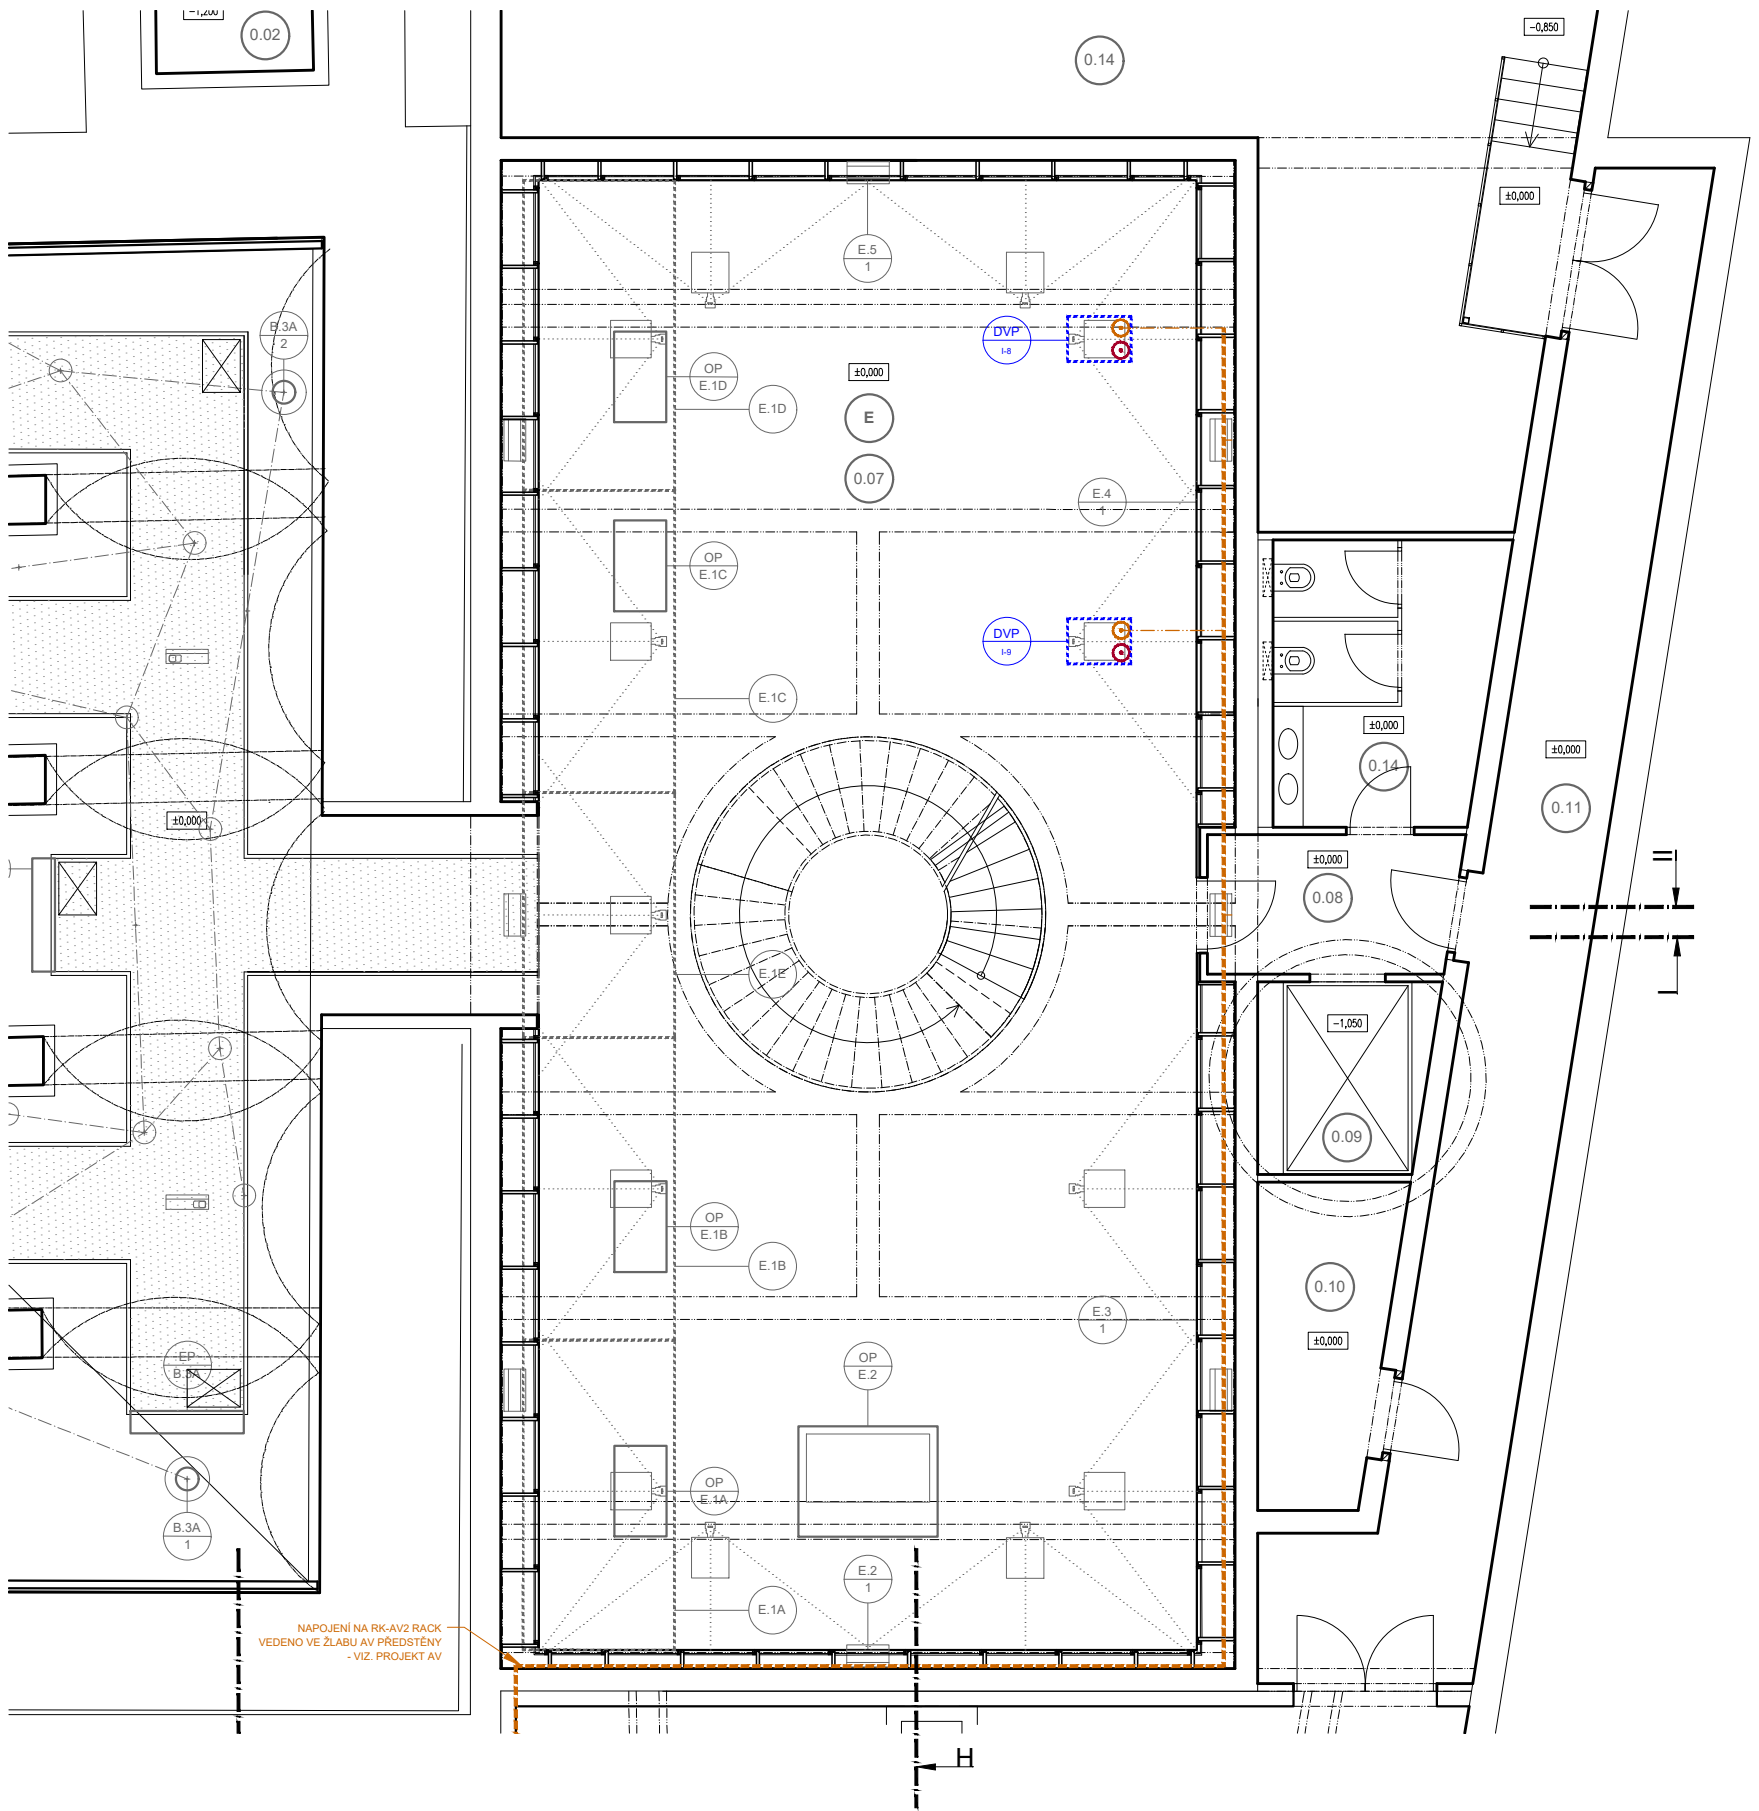 -1,200
0.02
0.14
-0,850
±0,000
E.5
1
B.3A
2
DVP
I-8
±0,000
OP
E.1D
E.1D
E
0.07
E.4
1
OP
E.1C
DVP
I-9
E.1C
±0,000
0.14
±0,000
0.11
±0,000
±0,000
0.08
II
I
E.1E
-1,050
0.09
OP
E.1B
E.1B
0.10
±0,000
E.3
1
EP
B.3A
OP
E.2
OP
E.1A
B.3A
1
E.2
1
E.1A
NAPOJENÍ NA RK-AV2 RACK
VEDENO VE ŽLABU AV PŘEDSTĚNY
- VIZ. PROJEKT AV
H